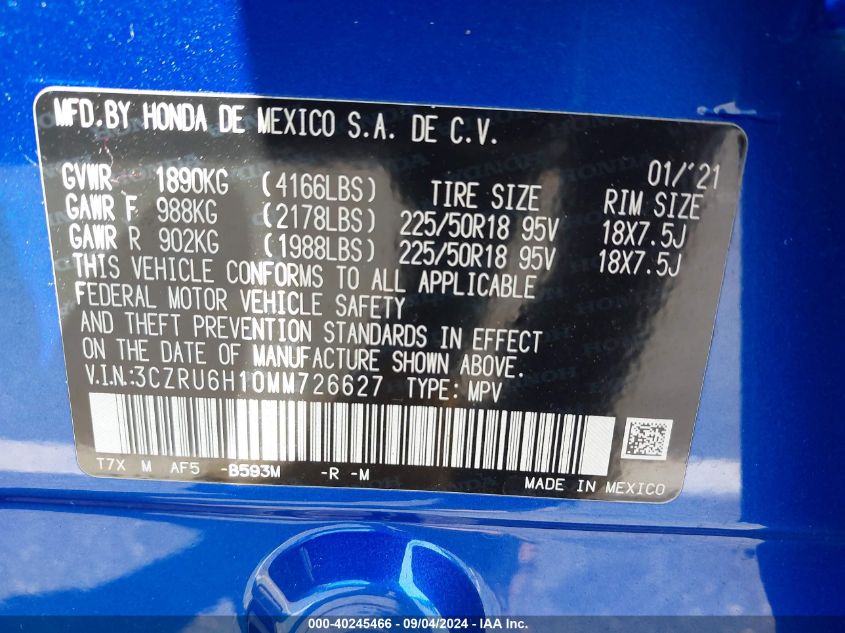 MFD.BY HONDA DE MEXICO S.A. DE C.V.
01/'21
GVWR 1890KG (4166LBS) TIRE SIZE RIM SIZE
GAWR F 988KG (2178LBS) 225/50R18 95V 18X7.5J
GAWR R 902KG (1988LBS) 225/50R18 95V 18X7.5J
THIS VEHICLE CONFORMS TO ALL APPLICABLE
FEDERAL MOTOR VEHICLE SAFETY
AND THEFT PREVENTION STANDARDS IN EFFECT
ON THE DATE OF MANUFACTURE SHOWN ABOVE.
V.I.N:3CZRU6H10MM726627 TYPE: MPV
T7X M AF5 -B593M -R -M
MADE IN MEXICO
000-40245466 - 09/04/2024 - IAA Inc.